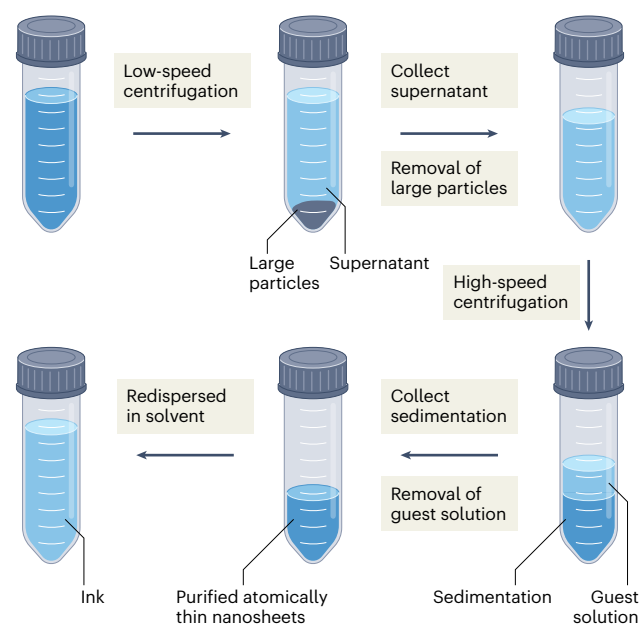 Low-speed
centrifugation
Collect
supernatant
Removal of
large particles
Large
particles
Supernatant
High-speed
centrifugation
Redispersed
in solvent
Collect
sedimentation
Removal of
guest solution
Ink
Purified atomically
thin nanosheets
Sedimentation
Guest
solution